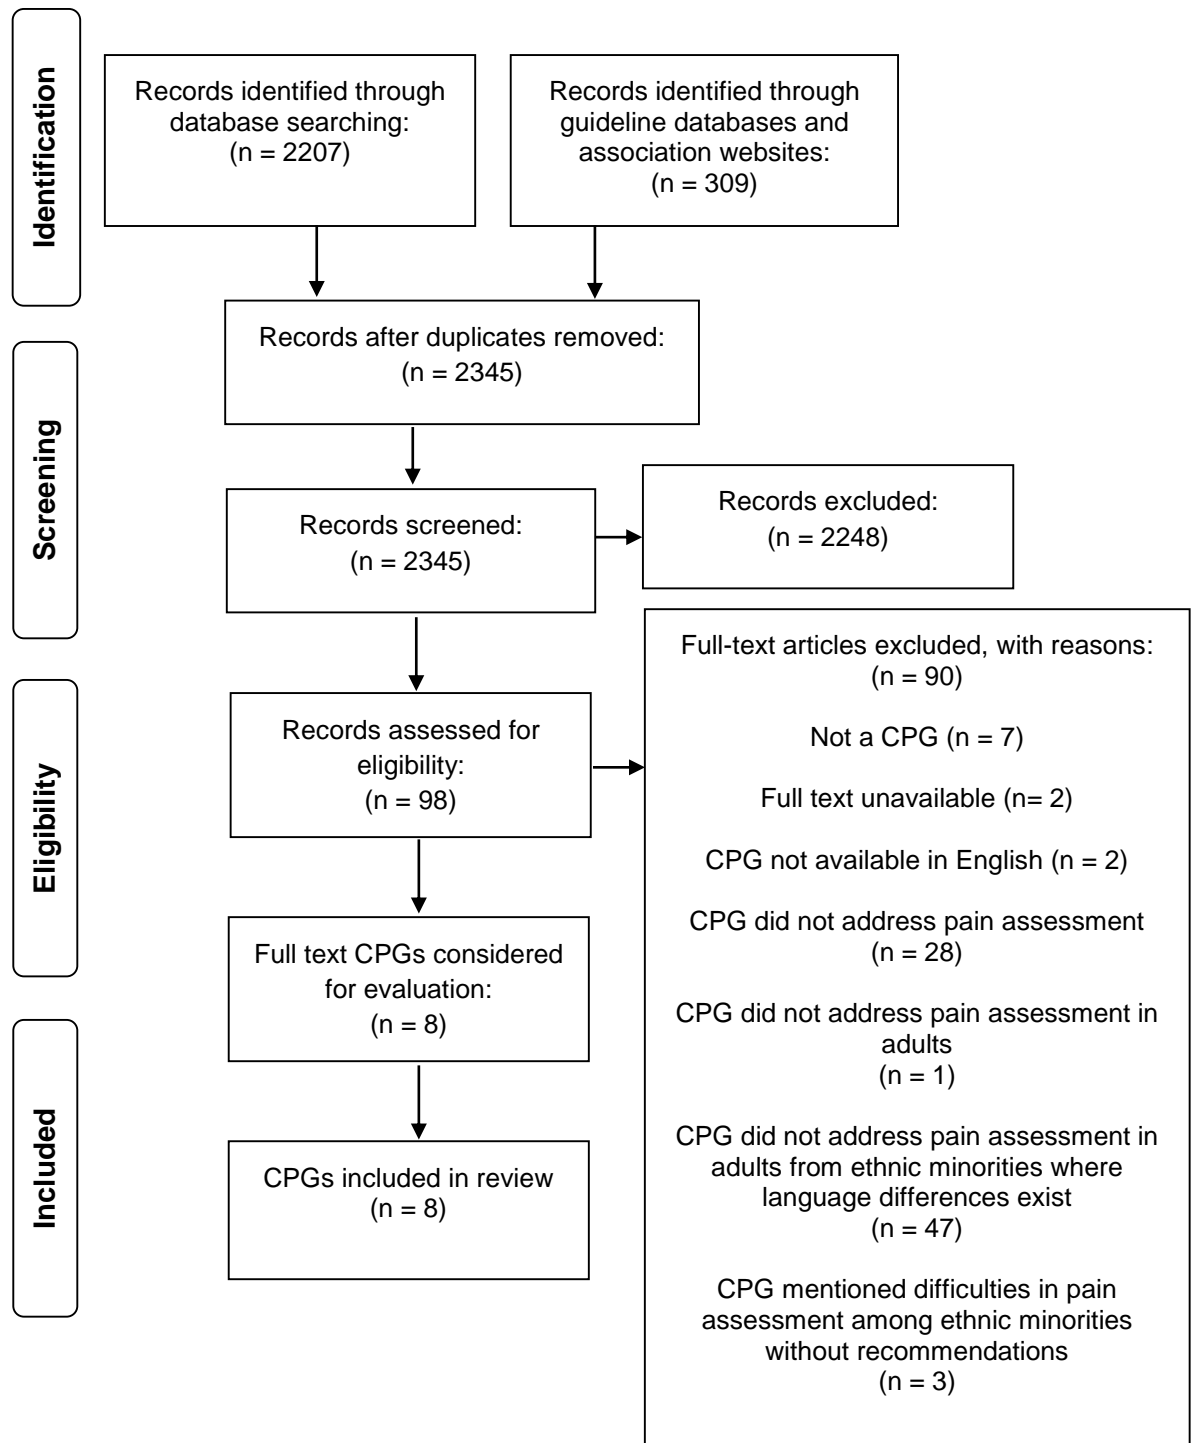 Identification
Records identified through
database searching:
(n = 2207)
Records identified through
guideline databases and
association websites:
(n = 309)
Records after duplicates removed:
(n = 2345)
Screening
Records screened:
(n = 2345)
Records excluded:
(n = 2248)
Eligibility
Records assessed for
eligibility:
(n = 98)
Full-text articles excluded, with reasons:
(n = 90)
Not a CPG (n = 7)
Full text unavailable (n= 2)
CPG not available in English (n = 2)
CPG did not address pain assessment
(n = 28)
CPG did not address pain assessment in
adults
(n = 1)
CPG did not address pain assessment in
adults from ethnic minorities where
language differences exist
(n = 47)
CPG mentioned difficulties in pain
assessment among ethnic minorities
without recommendations
(n = 3)
Full text CPGs considered
for evaluation:
(n = 8)
Included
CPGs included in review
(n = 8)